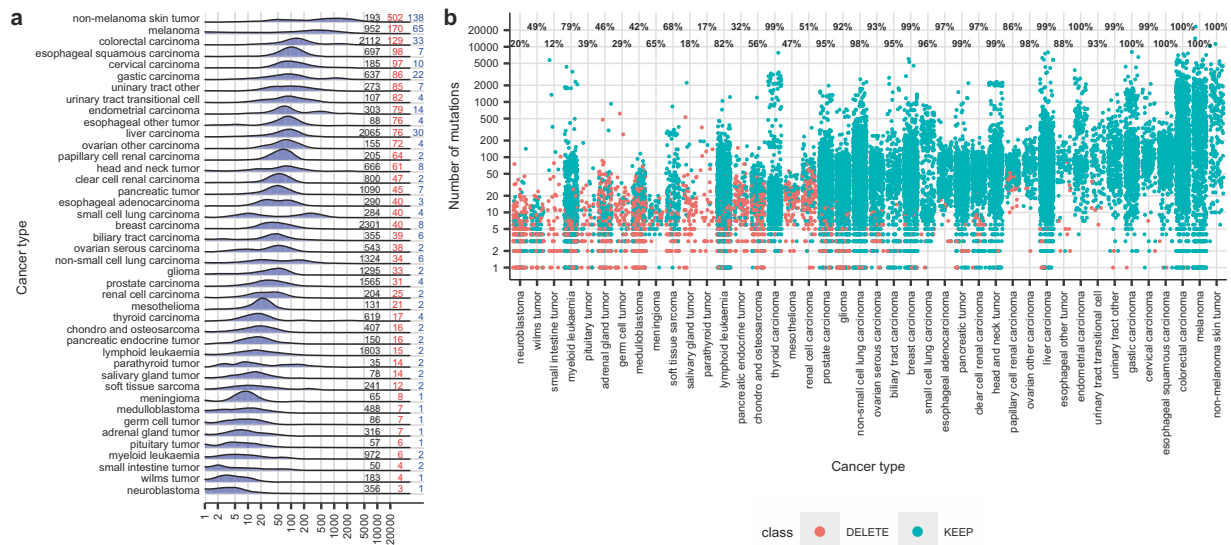 a
Cancer type
non-melanoma skin tumor 193 502 138
melanoma 952 170 65
colorectal carcinoma 2112 129 33
esophageal squamous carcinoma 697 98 7
cervical carcinoma 185 97 10
gastric carcinoma 637 86 22
urinary tract other 273 85 7
urinary tract transitional cell 107 82 4
endometrial carcinoma 303 79 14
esophageal other tumor 88 76 4
liver carcinoma 2065 76 30
ovarian other carcinoma 155 72 4
papillary cell renal carcinoma 205 64 2
head and neck tumor 666 61 8
clear cell renal carcinoma 800 47 2
pancreatic tumor 1090 45 7
esophageal adenocarcinoma 290 40 3
small cell lung carcinoma 284 40 4
breast carcinoma 2301 40 8
biliary tract carcinoma 355 39 6
ovarian serous carcinoma 543 38 2
non-small cell lung carcinoma 1324 34 6
glioma 1295 33 2
prostate carcinoma 1565 31 4
renal cell carcinoma 204 25 2
mesothelioma 131 21 2
thyroid carcinoma 619 17 4
chondro and osteosarcoma 407 16 2
pancreatic endocrine tumor 150 16 2
lymphoid leukaemia 1803 15 2
parathyroid tumor 35 14 2
salivary gland tumor 78 14 2
soft tissue sarcoma 241 12 2
meningioma 65 8 1
medulloblastoma 488 7 1
germ cell tumor 86 7 1
adrenal gland tumor 316 7 1
pituitary tumor 57 6 1
myeloid leukaemia 972 6 2
small intestine tumor 50 4 2
wilms tumor 183 4 1
neuroblastoma 356 3 1
1 2 5 10 20 50 100 200 500 1000 2000 5000 10000 20000
b
Number of mutations
49% 79% 46% 68% 17% 32% 99% 51% 92% 93% 99% 97% 97% 86% 99% 100% 99% 99% 100% 100%
20% 12% 39% 29% 65% 18% 82% 56% 47% 95% 98% 95% 96% 99% 99% 98% 88% 93% 100% 100% 100%
20000
10000
5000
2000
1000
500
200
100
50
20
10
5
2
1
neuroblastoma
wilms tumor
small intestine tumor
myeloid leukaemia
pituitary tumor
adrenal gland tumor
germ cell tumor
medulloblastoma
meningioma
soft tissue sarcoma
salivary gland tumor
parathyroid tumor
lymphoid leukaemia
pancreatic endocrine tumor
chondro and osteosarcoma
thyroid carcinoma
mesothelioma
renal cell carcinoma
prostate carcinoma
glioma
non-small cell lung carcinoma
ovarian serous carcinoma
biliary tract carcinoma
breast carcinoma
small cell lung carcinoma
esophageal adenocarcinoma
pancreatic tumor
clear cell renal carcinoma
head and neck tumor
papillary cell renal carcinoma
ovarian other carcinoma
liver carcinoma
esophageal other tumor
endometrial carcinoma
urinary tract transitional cell
urinary tract other
gastric carcinoma
cervical carcinoma
esophageal squamous carcinoma
colorectal carcinoma
melanoma
non-melanoma skin tumor
Cancer type
class DELETE KEEP